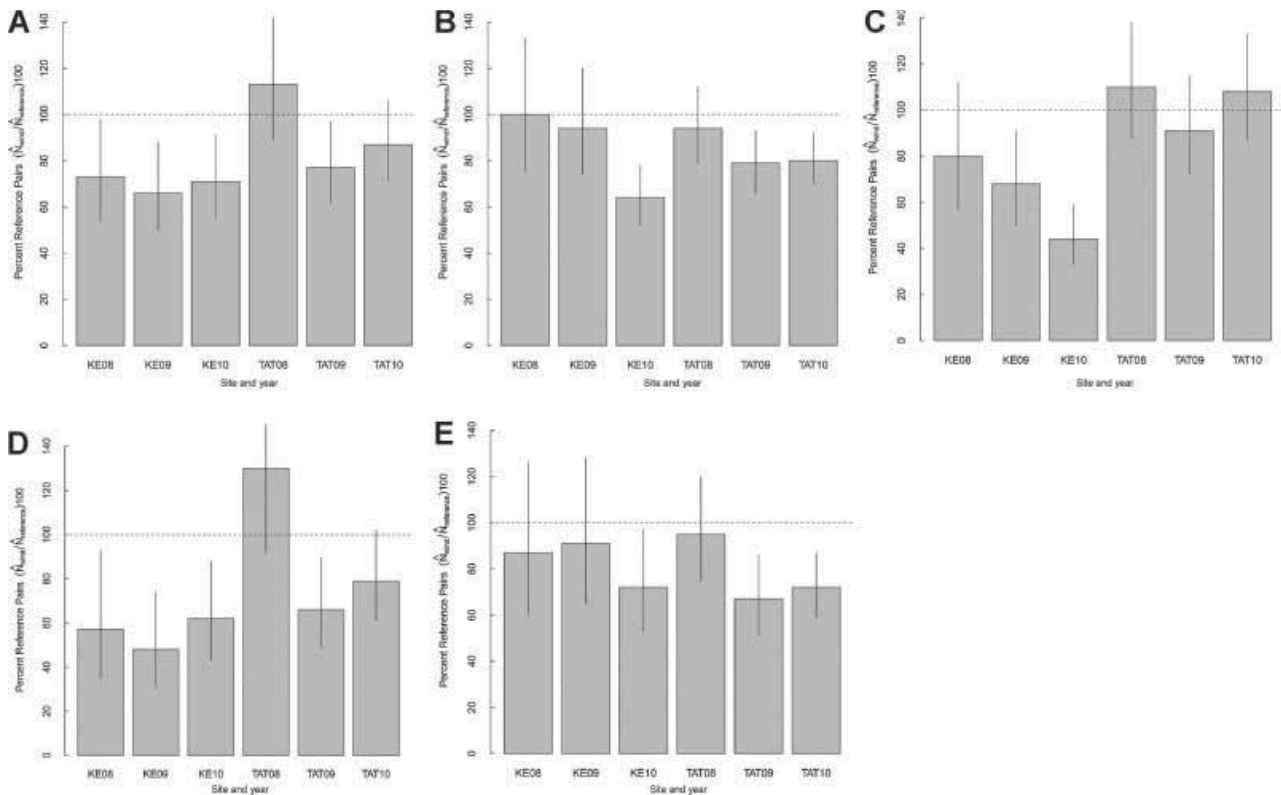 A
Percent Reference Pairs (N̂wind/N̂reference)100
0 20 40 60 80 100 120 140
KE08 KE09 KE10 TAT08 TAT09 TAT10
Site and year
B
Percent Reference Pairs (N̂wind/N̂reference)100
0 20 40 60 80 100 120 140
KE08 KE09 KE10 TAT08 TAT09 TAT10
Site and year
C
Percent Reference Pairs (N̂wind/N̂reference)100
0 20 40 60 80 100 120 140
KE08 KE09 KE10 TAT08 TAT09 TAT10
Site and year
D
Percent Reference Pairs (N̂wind/N̂reference)100
0 20 40 60 80 100 120 140
KE08 KE09 KE10 TAT08 TAT09 TAT10
Site and year
E
Percent Reference Pairs (N̂wind/N̂reference)100
0 20 40 60 80 100 120 140
KE08 KE09 KE10 TAT08 TAT09 TAT10
Site and year